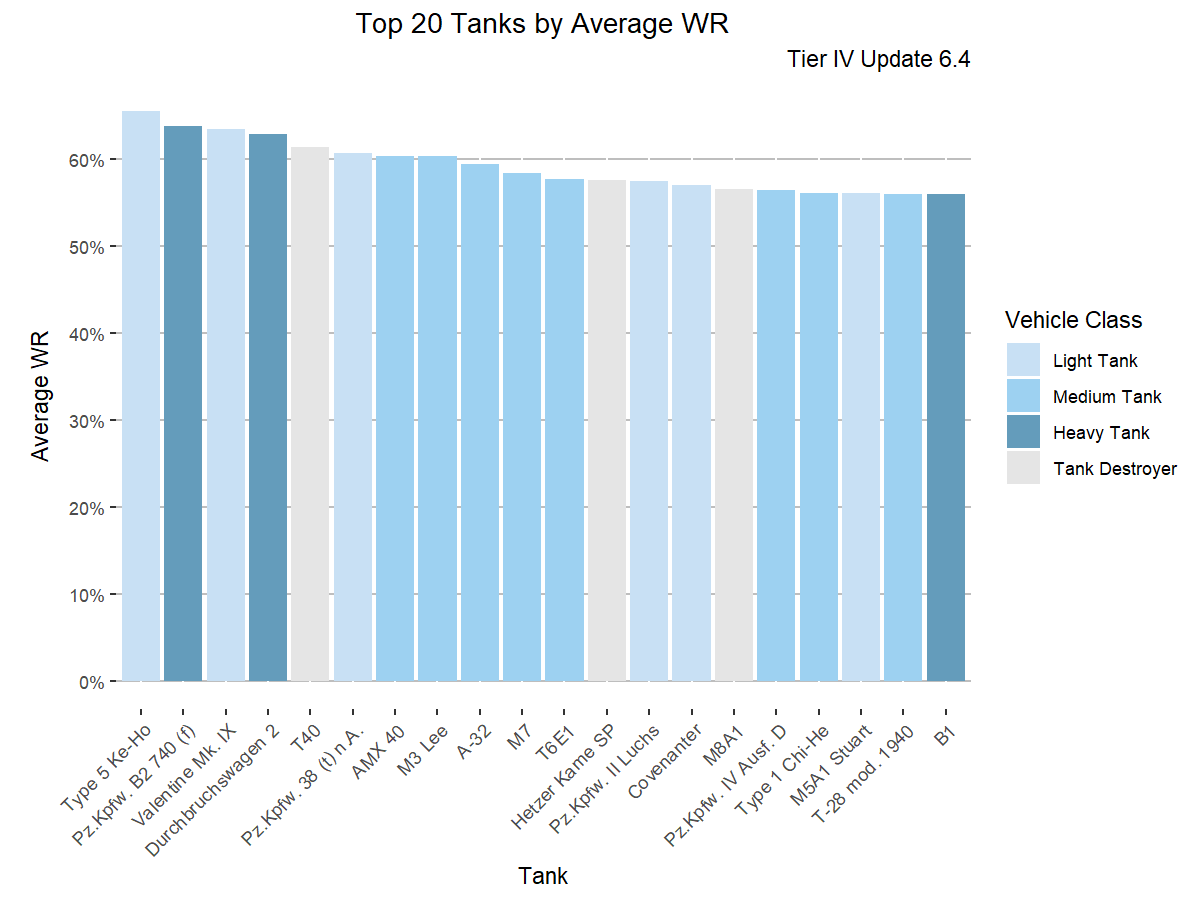 Top 20 Tanks by Average WR
Tier IV Update 6.4
Average WR
60%
50%
40%
30%
20%
10%
0%
Type 5 Ke-Ho
Pz.Kpfw. B2 740 (f)
Valentine Mk. IX
Durchbruchswagen 2
T40
Pz.Kpfw. 38 (t) n.A.
AMX 40
M3 Lee
A-32
M7
T6E1
Hetzer Kame SP
Pz.Kpfw. II Luchs
Covenanter
M8A1
Pz.Kpfw. IV Ausf. D
Type 1 Chi-He
M5A1 Stuart
T-28 mod. 1940
B1
Tank
Vehicle Class
Light Tank
Medium Tank
Heavy Tank
Tank Destroyer